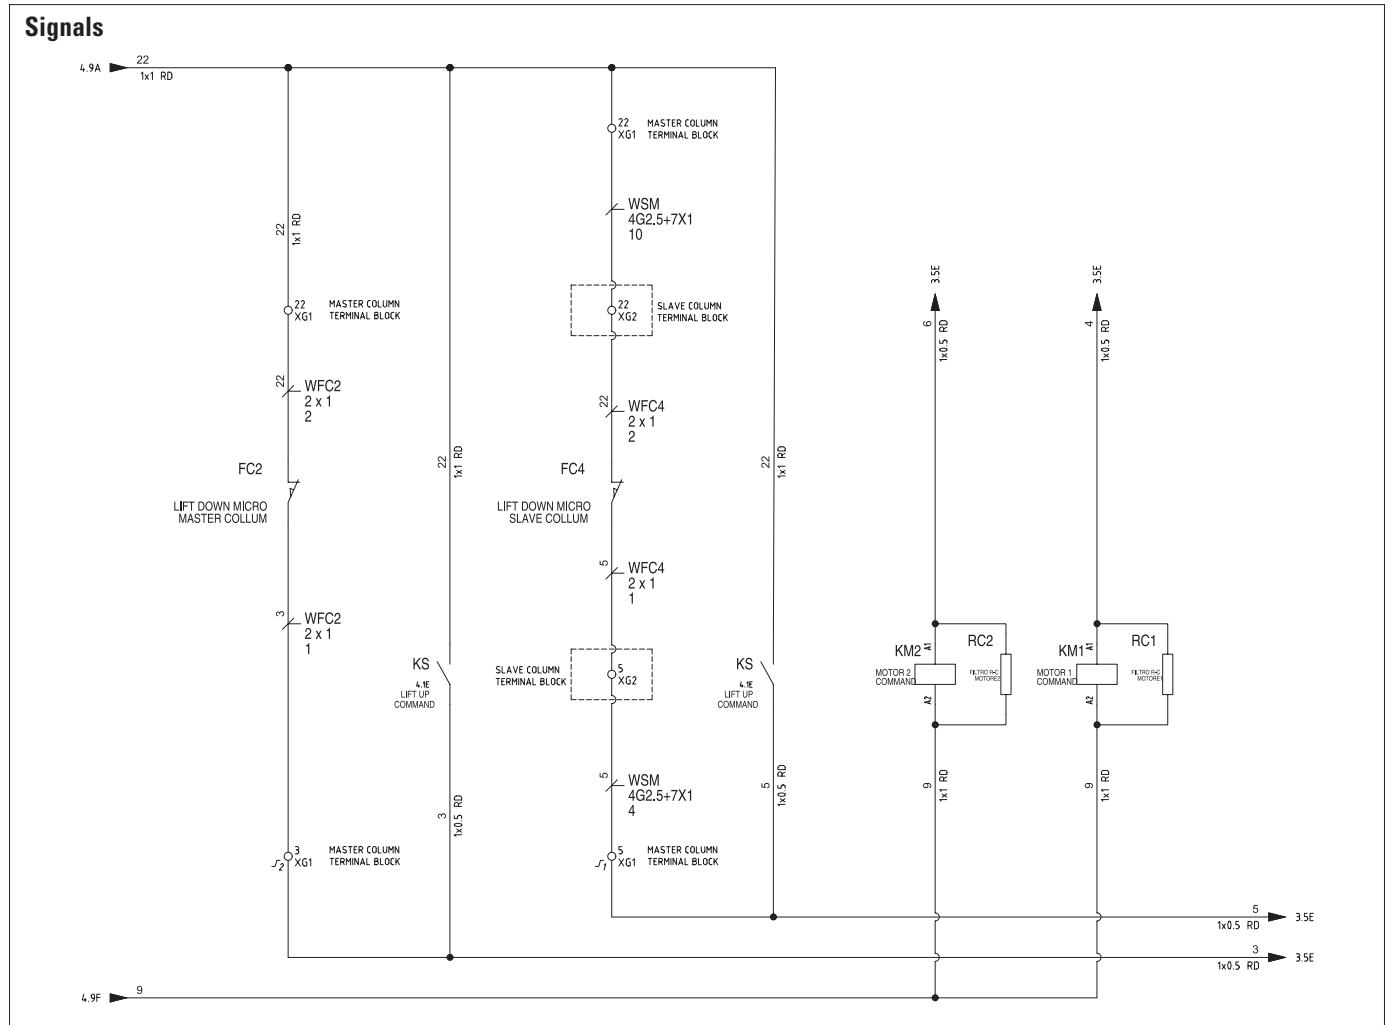 Signals
4.9A
22
1x1 RD
22
XG1
MASTER COLUMN
TERMINAL BLOCK
22
1x1 RD
WSM
4G2.5+7X1
10
22
XG1
MASTER COLUMN
TERMINAL BLOCK
22
XG2
SLAVE COLUMN
TERMINAL BLOCK
3.5E
6
1x0.5 RD
3.5E
4
1x0.5 RD
22
WFC2
2 x 1
2
22
WFC4
2 x 1
2
FC2
LIFT DOWN MICRO
MASTER COLLUM
22
1x1 RD
FC4
LIFT DOWN MICRO
SLAVE COLLUM
22
1x1 RD
5
WFC4
2 x 1
1
3
WFC2
2 x 1
1
KS
4.1E
LIFT UP
COMMAND
SLAVE COLUMN
TERMINAL BLOCK
5
XG2
KS
4.1E
LIFT UP
COMMAND
KM2
MOTOR 2
COMMAND
A1
A2
RC2
FILTRO R-C
MOTORE2
KM1
MOTOR 1
COMMAND
A1
A2
RC1
FILTRO R-C
MOTORE1
3
1x0.5 RD
5
WSM
4G2.5+7X1
4
5
1x0.5 RD
9
1x1 RD
9
1x1 RD
2
3
XG1
MASTER COLUMN
TERMINAL BLOCK
1
5
XG1
MASTER COLUMN
TERMINAL BLOCK
5
1x0.5 RD
3.5E
3
1x0.5 RD
3.5E
4.9F
9